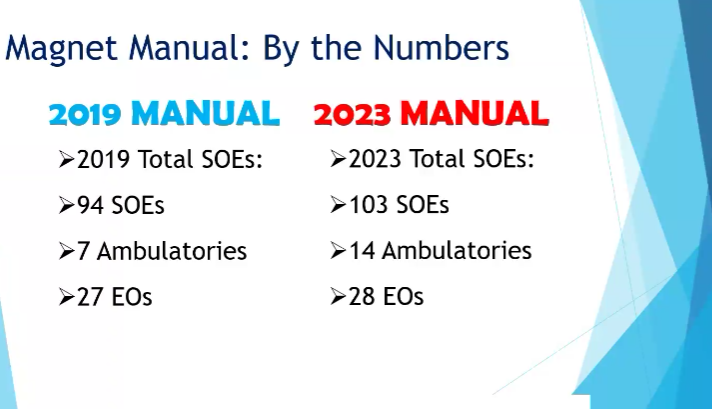 Magnet Manual: By the Numbers
2019 MANUAL
➢2019 Total SOEs:
➢94 SOEs
➢7 Ambulatories
➢27 EOs
2023 MANUAL
➢2023 Total SOEs:
➢103 SOEs
➢14 Ambulatories
➢28 EOs